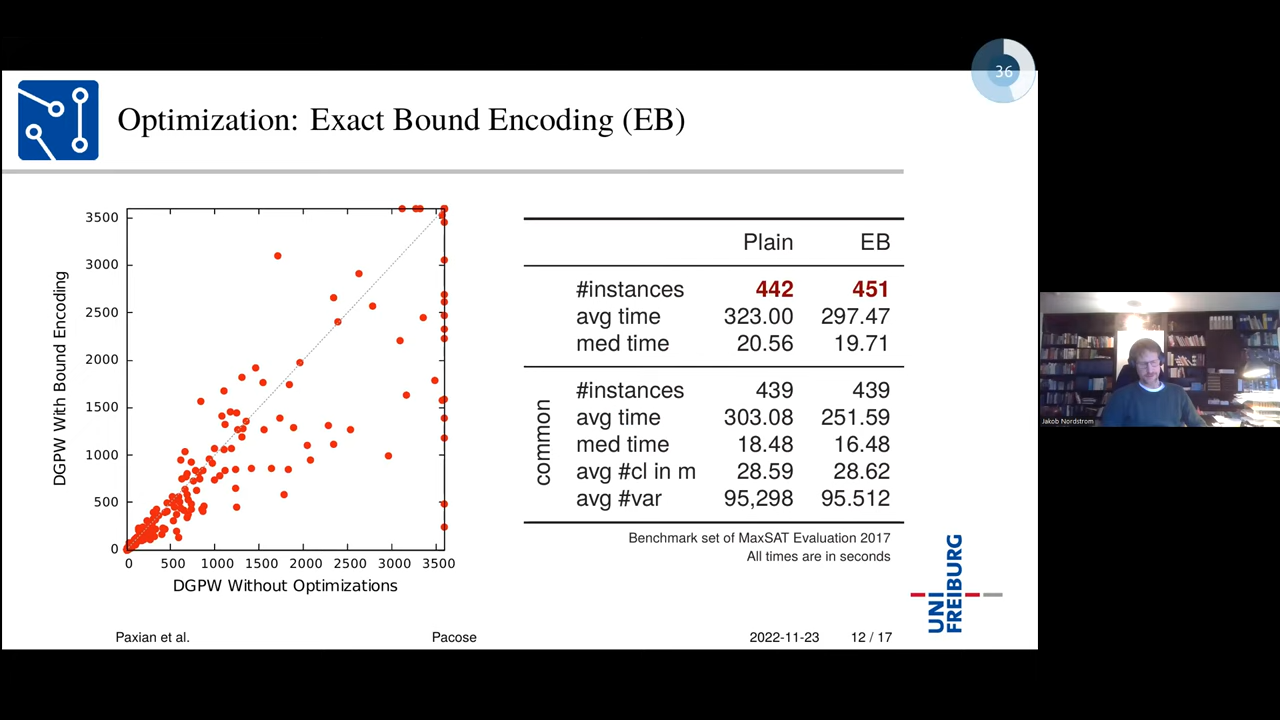 36
Optimization: Exact Bound Encoding (EB)
3500
3000
2500
2000
1500
1000
500
0
DGPW With Bound Encoding
0 500 1000 1500 2000 2500 3000 3500
DGPW Without Optimizations
Plain EB
#instances 442 451
avg time 323.00 297.47
med time 20.56 19.71
common
#instances 439 439
avg time 303.08 251.59
med time 18.48 16.48
avg #cl in m 28.59 28.62
avg #var 95,298 95.512
Benchmark set of MaxSAT Evaluation 2017
All times are in seconds
UNI
FREIBURG
Paxian et al. Pacose 2022-11-23 12 / 17
Jakob Nordstrom